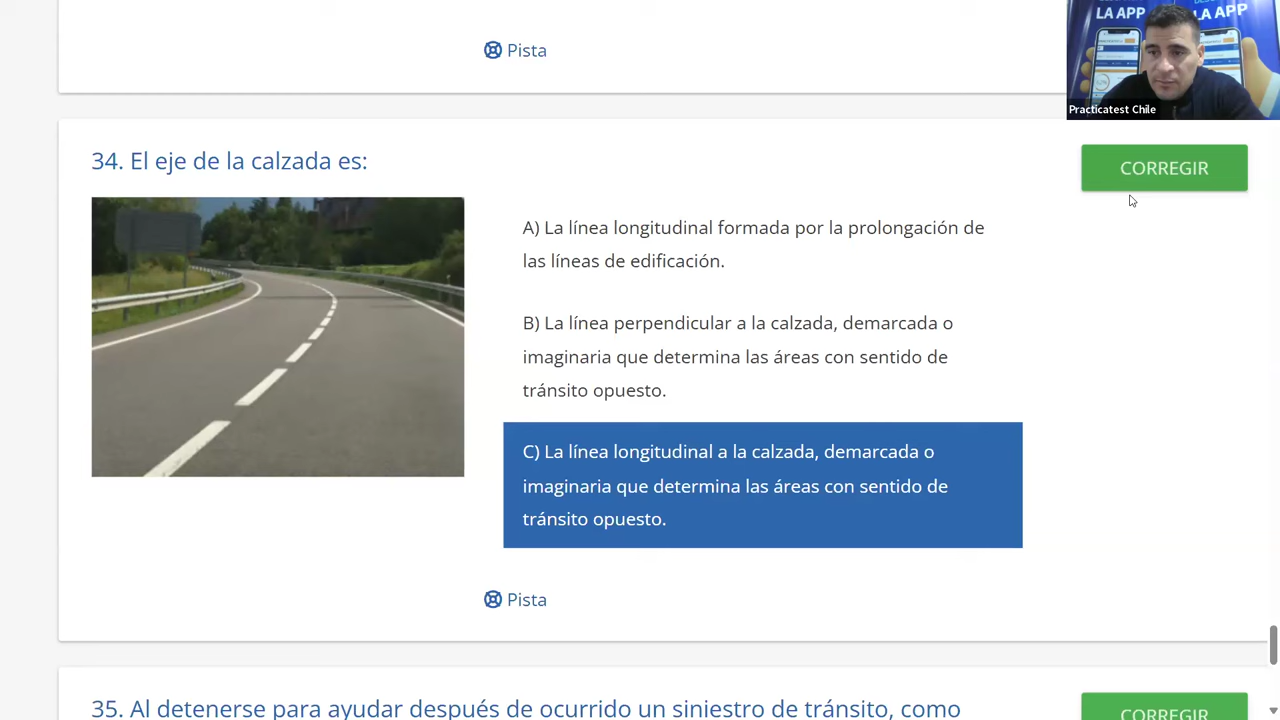 LA APP
LA APP
Practicatest Chile
Pista
34. El eje de la calzada es:
CORREGIR
A) La línea longitudinal formada por la prolongación de
las líneas de edificación.
B) La línea perpendicular a la calzada, demarcada o
imaginaria que determina las áreas con sentido de
tránsito opuesto.
C) La línea longitudinal a la calzada, demarcada o
imaginaria que determina las áreas con sentido de
tránsito opuesto.
Pista
35. Al detenerse para ayudar después de ocurrido un siniestro de tránsito, como
CORREGIR